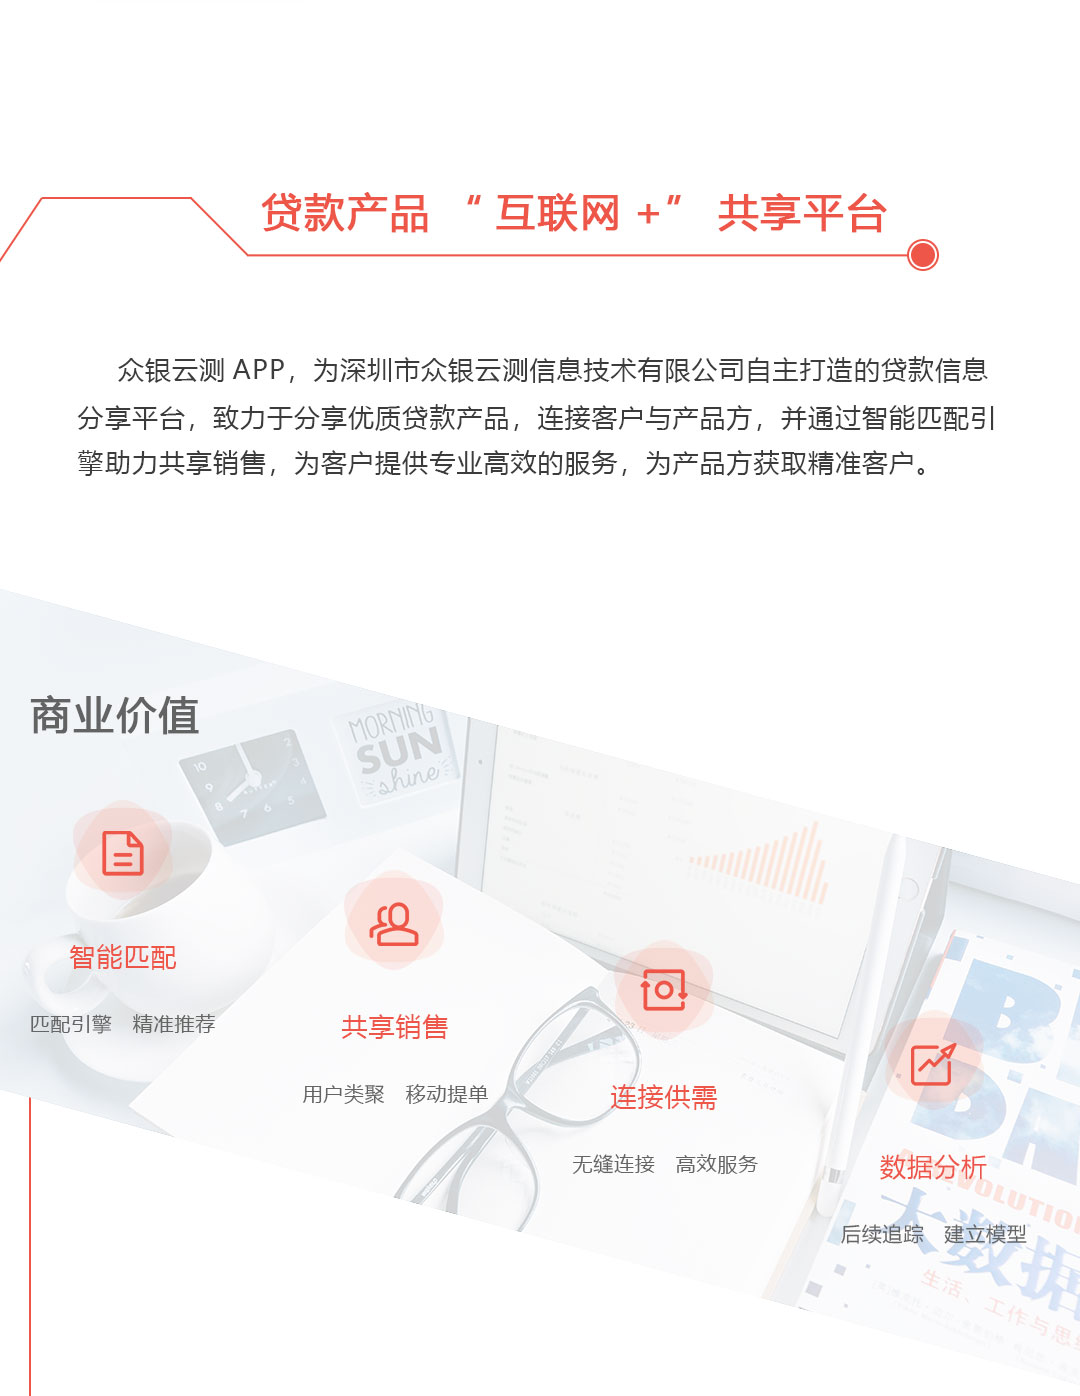 贷款产品 “ 互联网 +” 共享平台
众银云测 APP，为深圳市众银云测信息技术有限公司自主打造的贷款信息
分享平台，致力于分享优质贷款产品，连接客户与产品方，并通过智能匹配引
擎助力共享销售，为客户提供专业高效的服务，为产品方获取精准客户。
商业价值
MORNING
SUN
shine
智能匹配
匹配引擎 精准推荐
共享销售
用户类聚 移动提单
连接供需
无缝连接 高效服务
数据分析
后续追踪 建立模型
大数据
生活、工作与思维